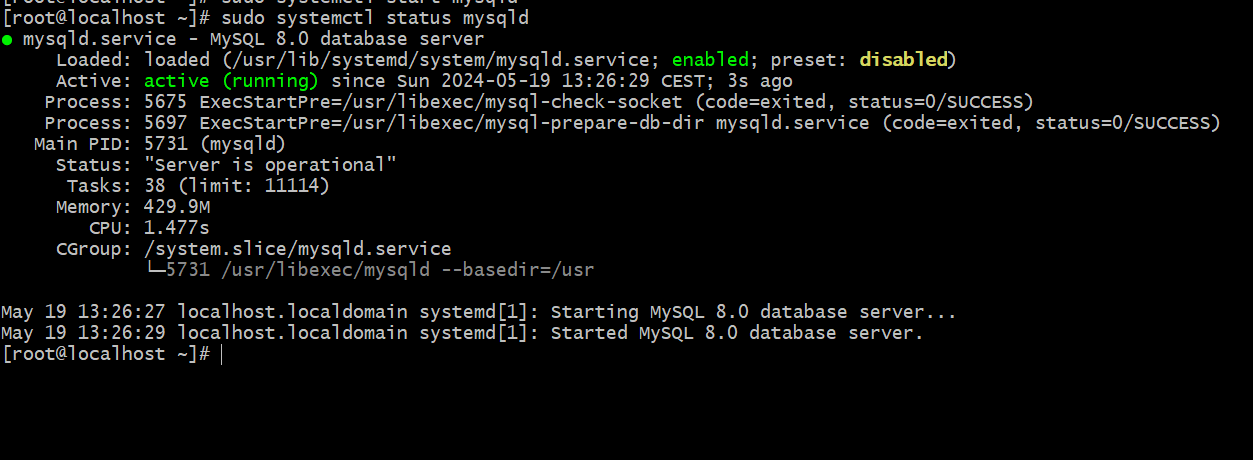 [root@localhost ~]# sudo systemctl start mysqld
[root@localhost ~]# sudo systemctl status mysqld
● mysqld.service - MySQL 8.0 database server
     Loaded: loaded (/usr/lib/systemd/system/mysqld.service; enabled; preset: disabled)
     Active: active (running) since Sun 2024-05-19 13:26:29 CEST; 3s ago
    Process: 5675 ExecStartPre=/usr/libexec/mysql-check-socket (code=exited, status=0/SUCCESS)
    Process: 5697 ExecStartPre=/usr/libexec/mysql-prepare-db-dir mysqld.service (code=exited, status=0/SUCCESS)
   Main PID: 5731 (mysqld)
     Status: "Server is operational"
      Tasks: 38 (limit: 11114)
     Memory: 429.9M
        CPU: 1.477s
     CGroup: /system.slice/mysqld.service
             └─5731 /usr/libexec/mysqld --basedir=/usr
May 19 13:26:27 localhost.localdomain systemd[1]: Starting MySQL 8.0 database server...
May 19 13:26:29 localhost.localdomain systemd[1]: Started MySQL 8.0 database server.
[root@localhost ~]#